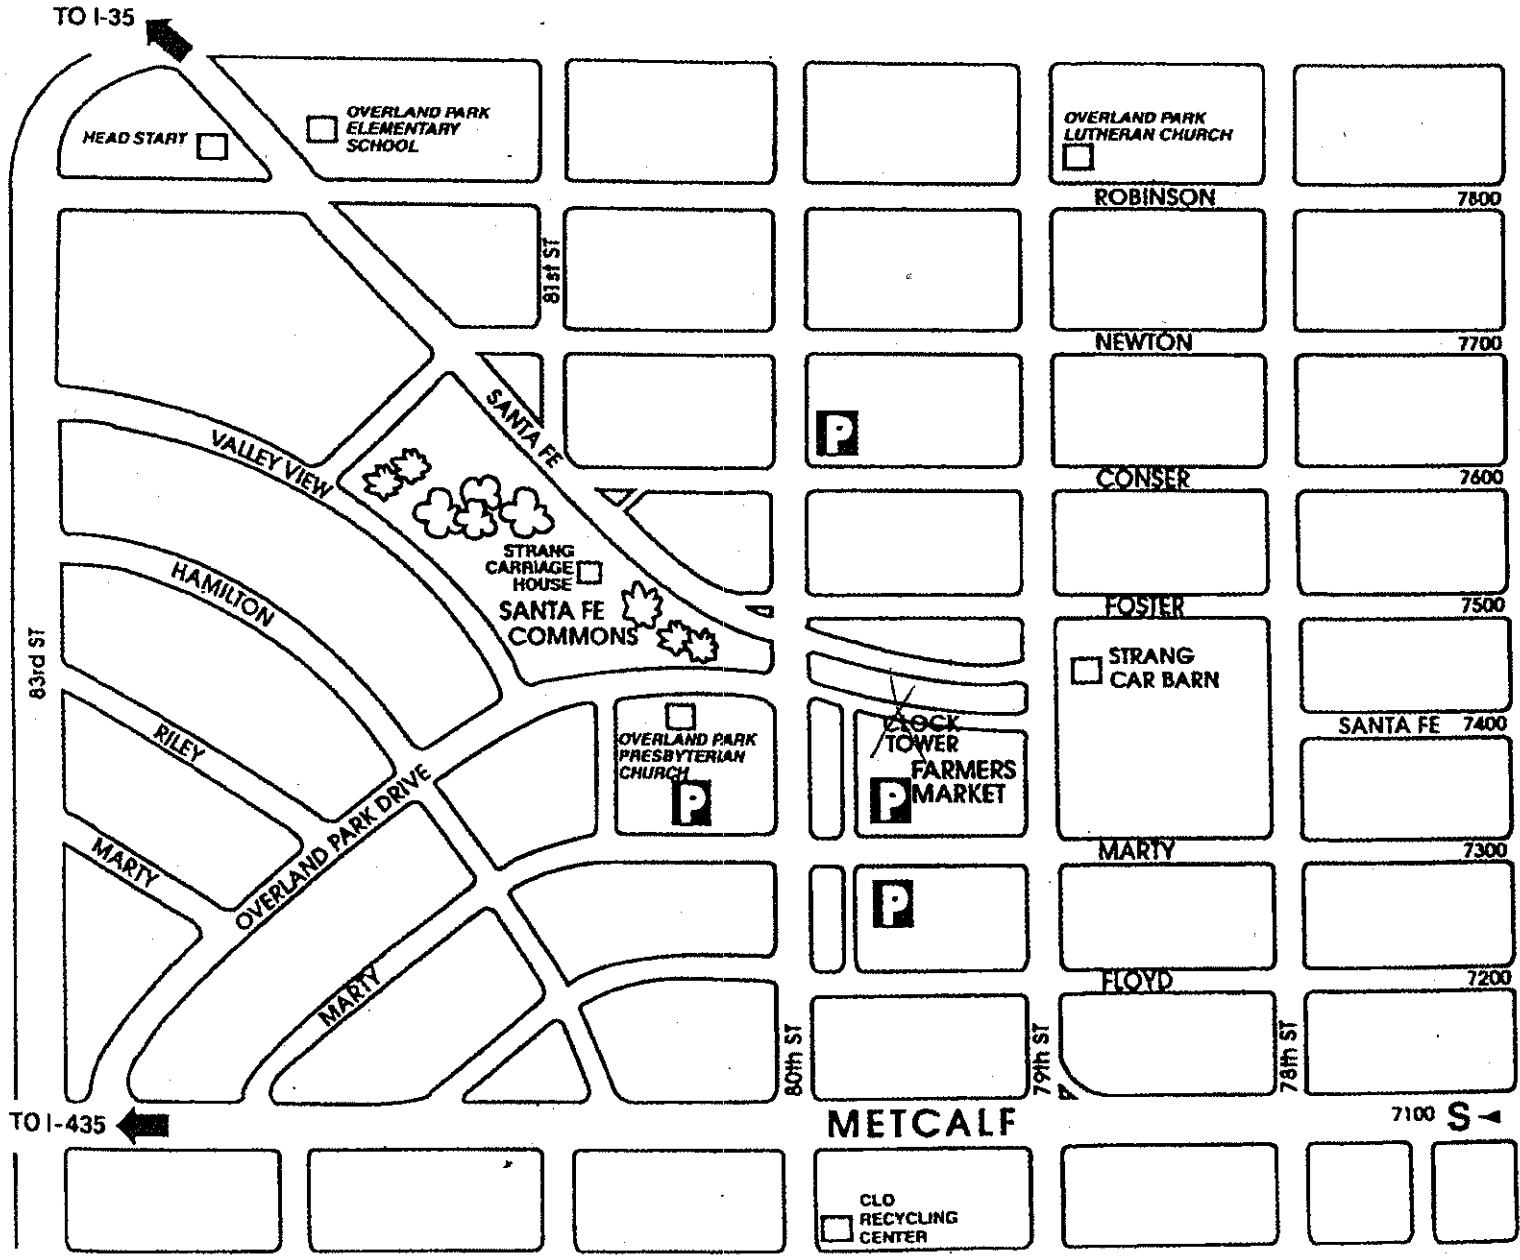 TO I-35
HEAD START
OVERLAND PARK
ELEMENTARY
SCHOOL
OVERLAND PARK
LUTHERAN CHURCH
ROBINSON
7800
81st ST
NEWTON
7700
SANTA FE
P
VALLEY VIEW
CONSER
7600
STRANG
CARRIAGE
HOUSE
HAMILTON
SANTA FE
COMMONS
FOSTER
7500
83rd ST
STRANG
CAR BARN
CLOCK
TOWER
SANTA FE 7400
RILEY
OVERLAND PARK
PRESBYTERIAN
CHURCH
P
FARMERS
MARKET
P
OVERLAND PARK DRIVE
MARTY
MARTY
7300
P
MARTY
FLOYD
7200
80th ST
79th ST
78th ST
TO I-435
METCALF
7100 S
CLO
RECYCLING
CENTER